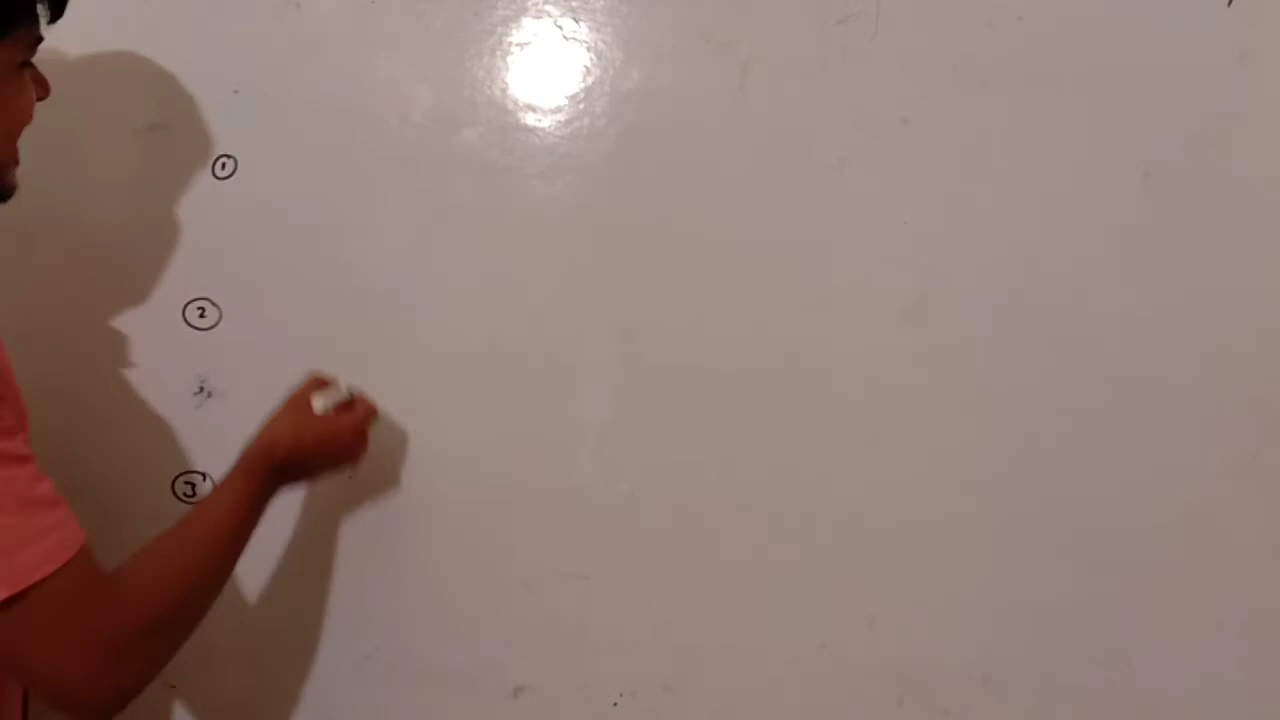 ①
②
③